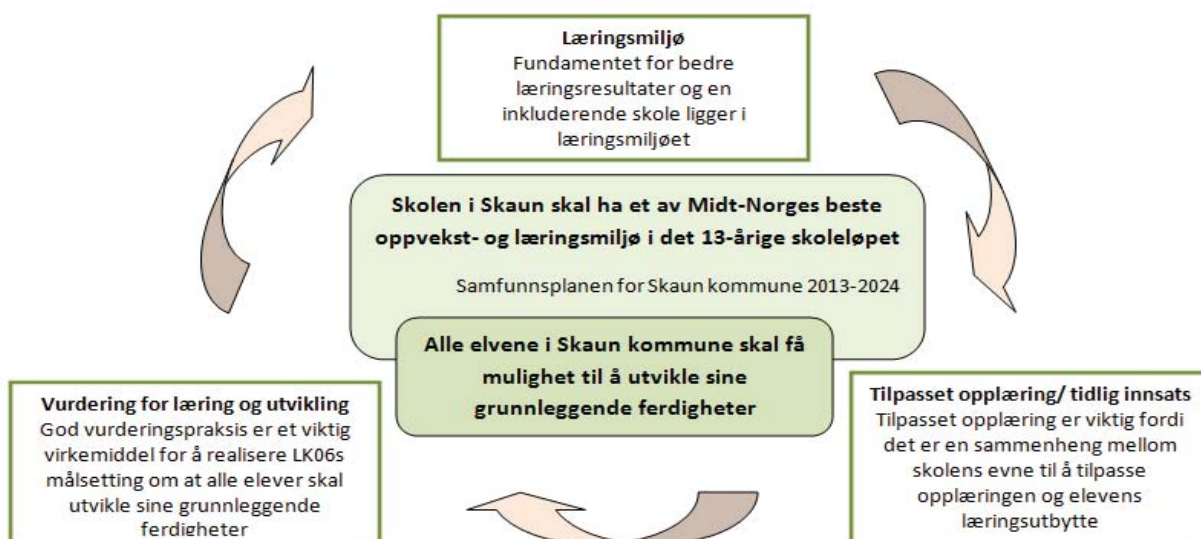 Læringsmiljø
Fundamentet for bedre
læringsresultater og en
inkluderende skole ligger i
læringsmiljøet
Skolen i Skaun skal ha et av Midt-Norges beste
oppvekst- og læringsmiljø i det 13-årige skoleløpet
Samfunnsplanen for Skaun kommune 2013-2024
Alle elvene i Skaun kommune skal få
mulighet til å utvikle sine
grunnleggende ferdigheter
Vurdering for læring og utvikling
God vurderingspraksis er et viktig
virkemiddel for å realisere LK06s
målsetting om at alle elever skal
utvikle sine grunnleggende
ferdigheter
Tilpasset opplæring/ tidlig innsats
Tilpasset opplæring er viktig fordi
det er en sammenheng mellom
skolens evne til å tilpasse
opplæringen og elevens
læringsutbytte